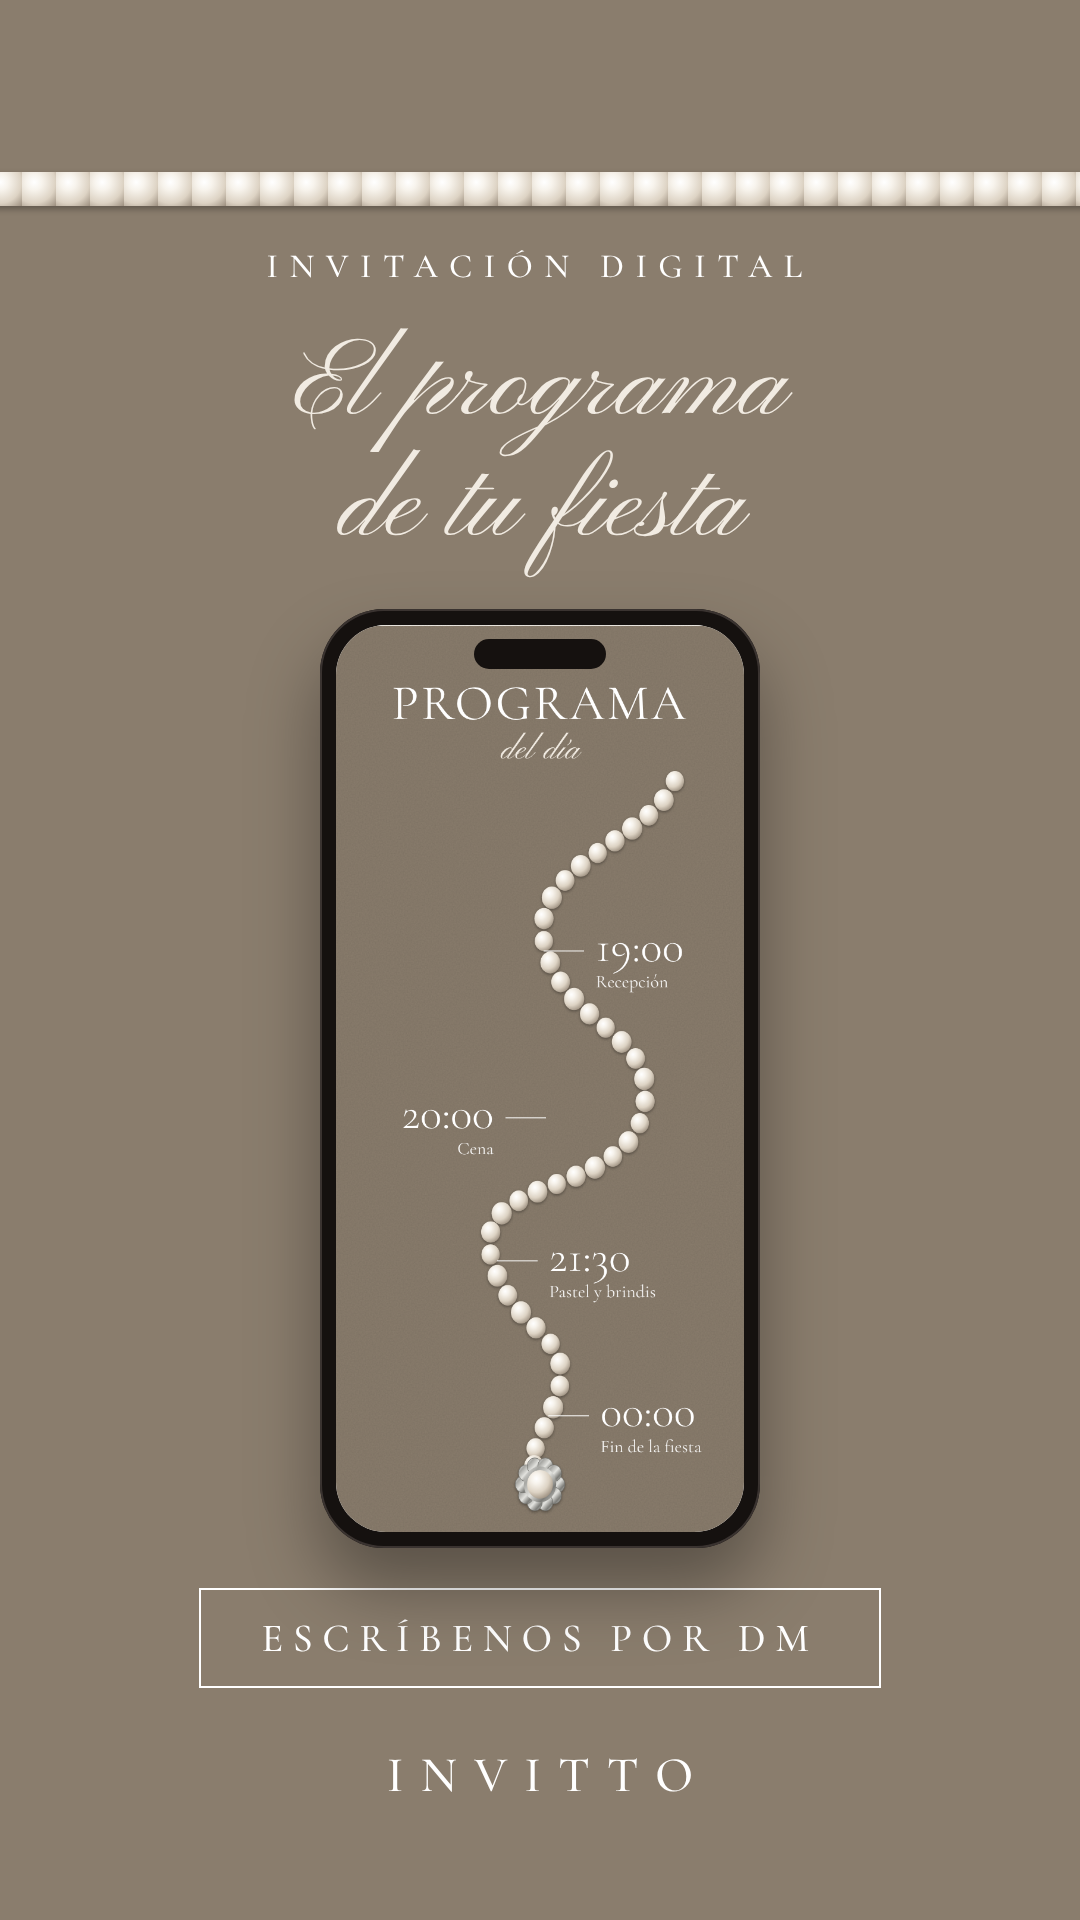 INVITACIÓN DIGITAL
El programa
de tu fiesta
PROGRAMA
del día
19:00
Recepción
20:00
Cena
21:30
Pastel y brindis
00:00
Fin de la fiesta
ESCRÍBENOS POR DM
INVITTO